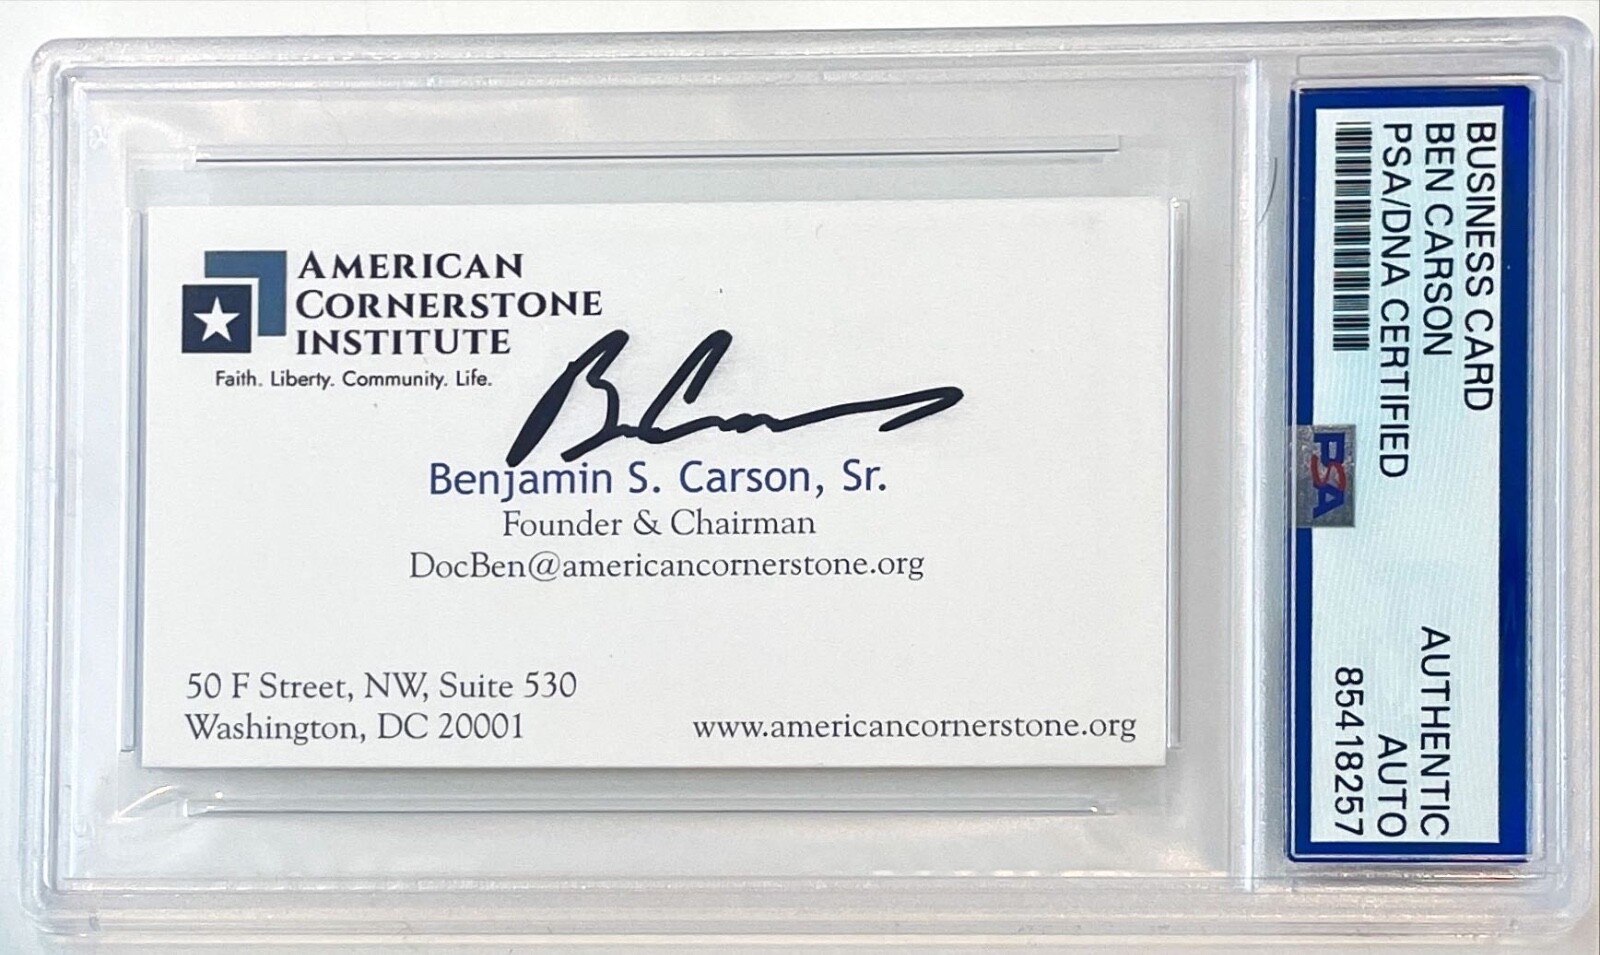 AMERICAN
CORNERSTONE
INSTITUTE
Faith. Liberty. Community. Life.
Benjamin S. Carson, Sr.
Founder & Chairman
DocBen@americancornerstone.org
50 F Street, NW, Suite 530
Washington, DC 20001
www.americancornerstone.org
BUSINESS CARD
BEN CARSON
AUTHENTIC
PSA/DNA CERTIFIED
AUTO
85418257
PSA